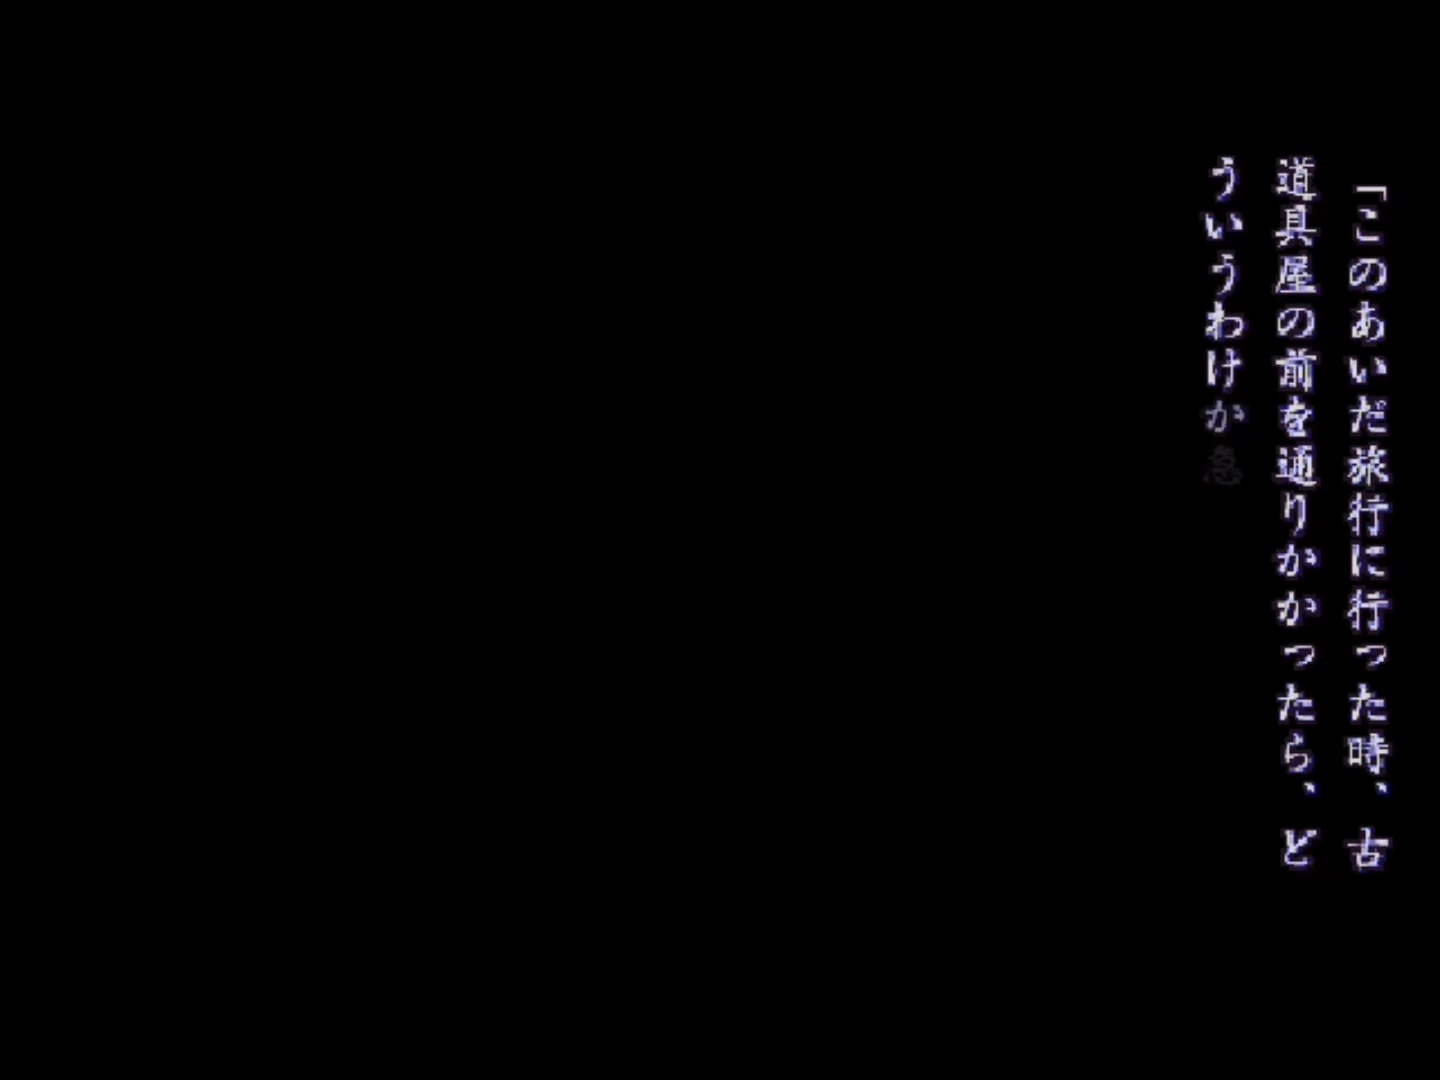 「このあいだ旅行に行った時、古
道具屋の前を通りかかったら、ど
ういうわけか急